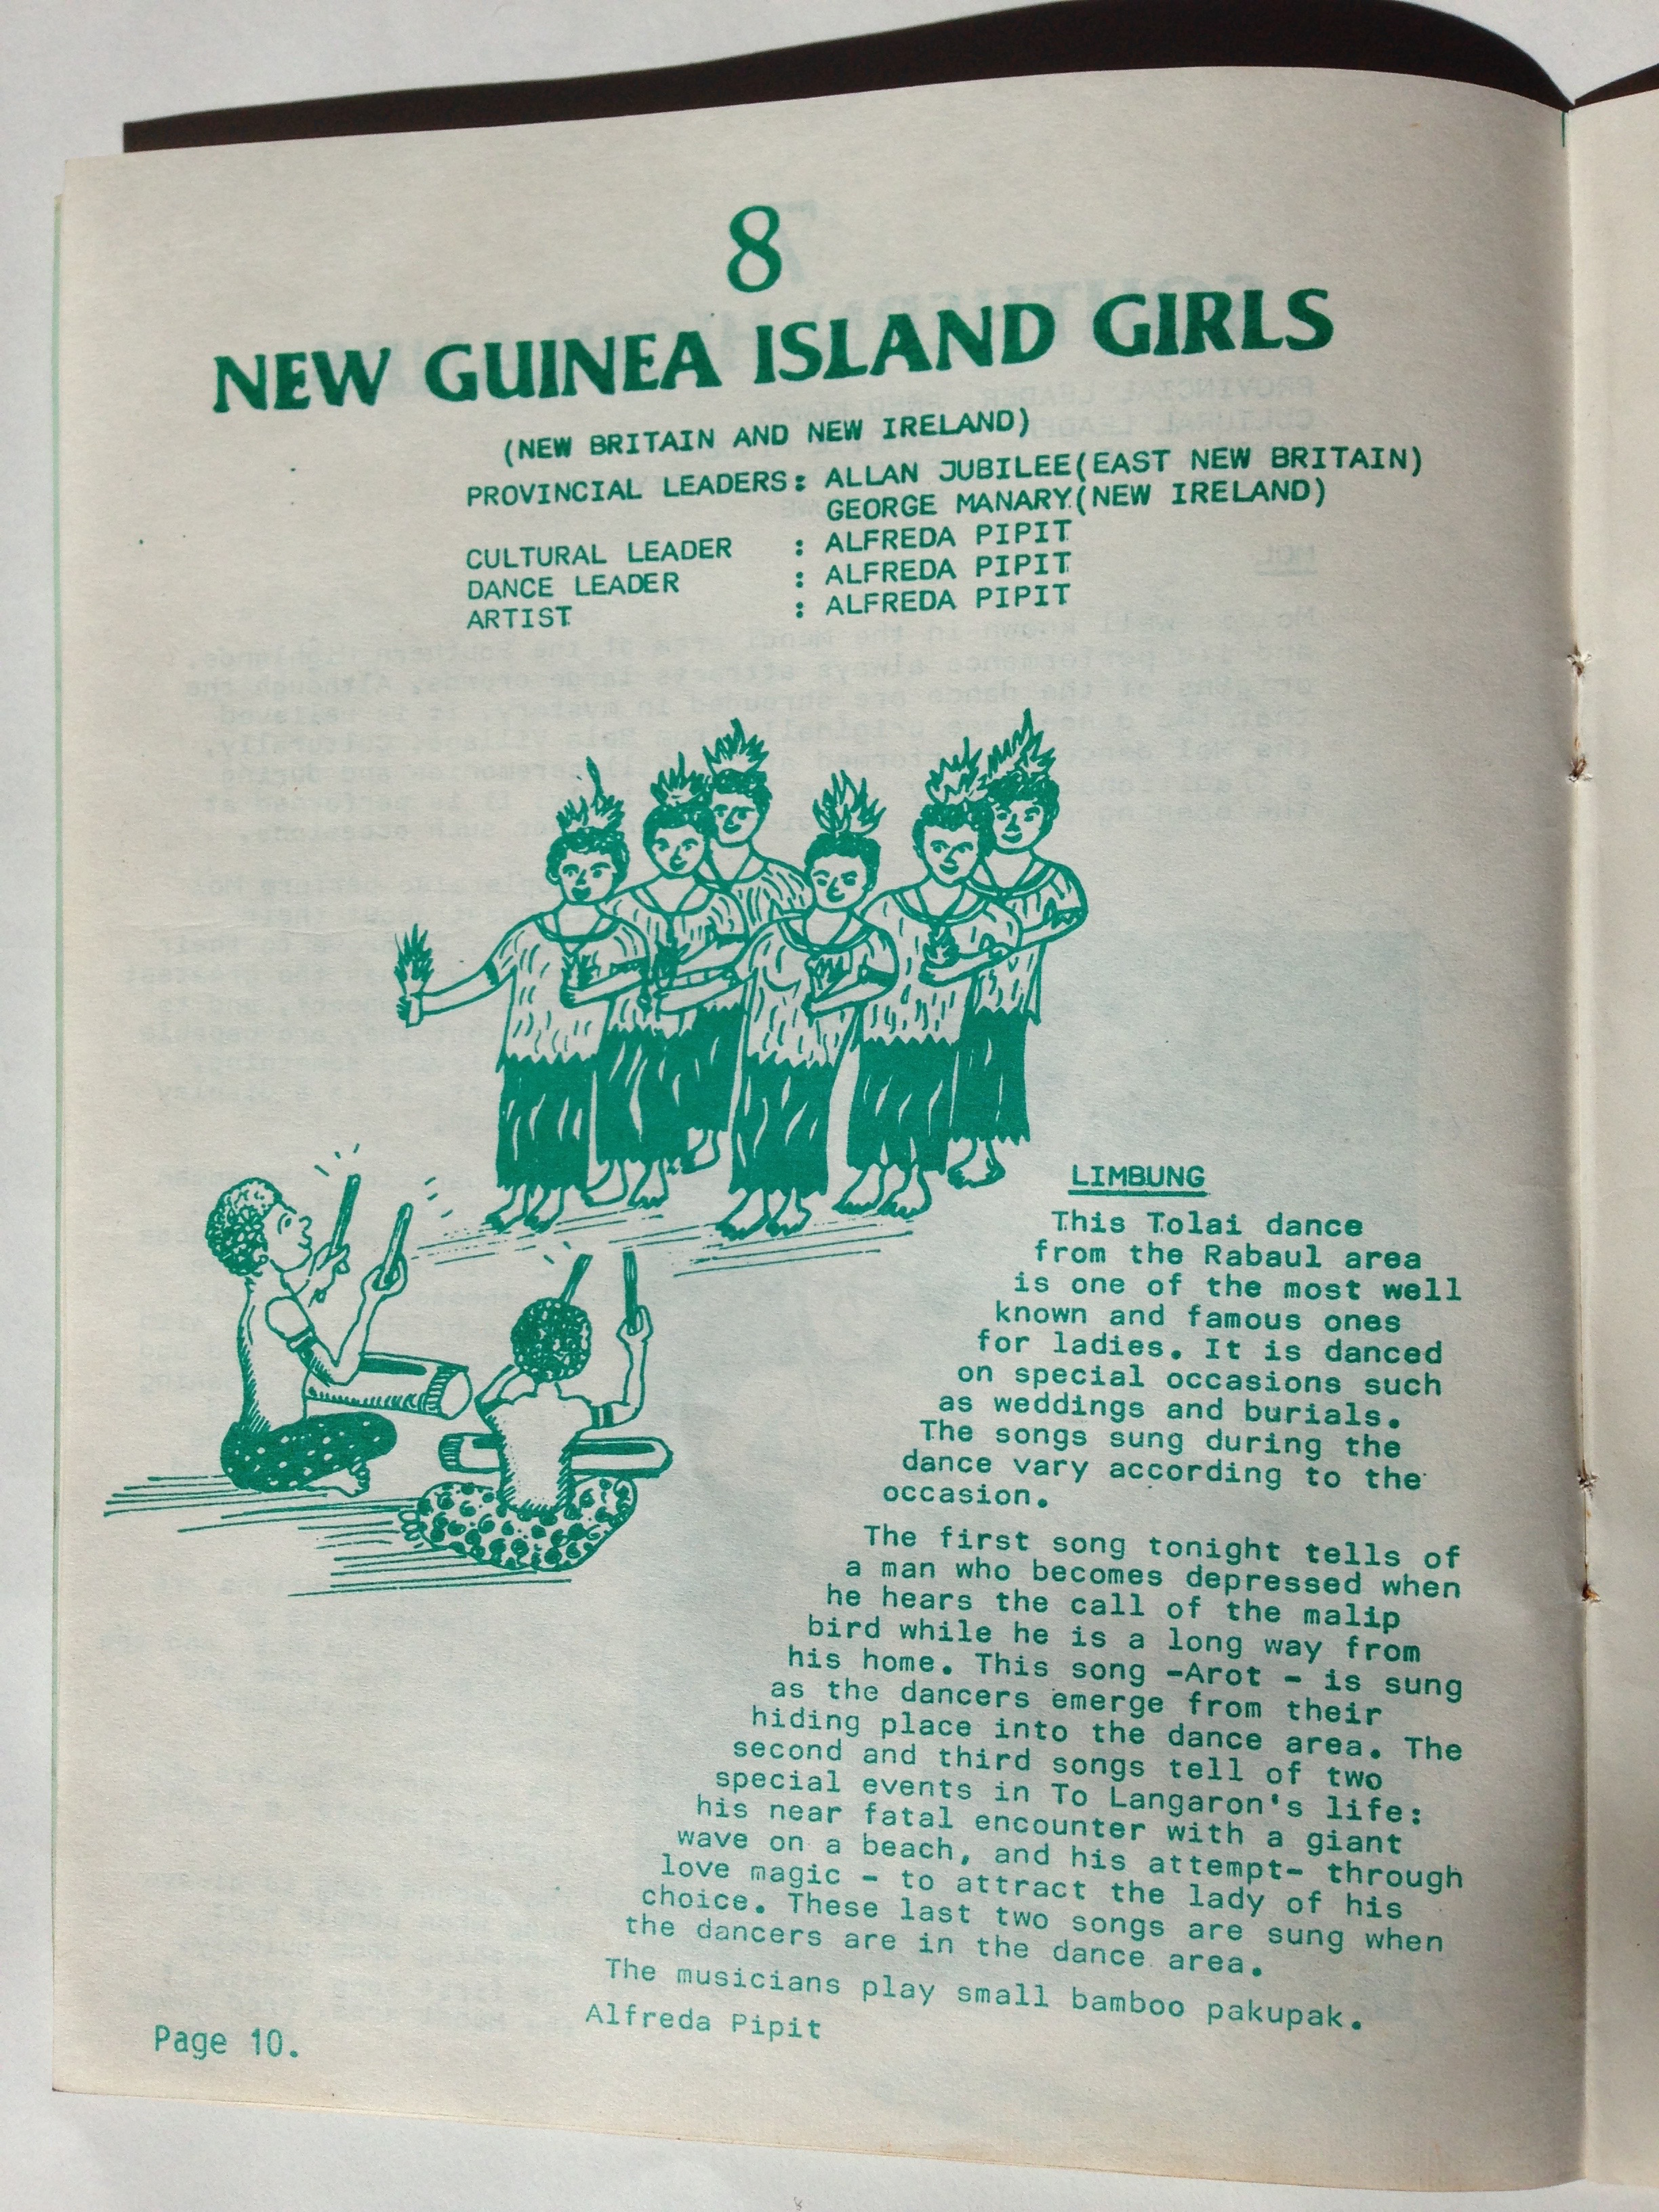 8
NEW GUINEA ISLAND GIRLS
(NEW BRITAIN AND NEW IRELAND)
PROVINCIAL LEADERS: ALLAN JUBILEE(EAST NEW BRITAIN)
GEORGE MANARY(NEW IRELAND)
CULTURAL LEADER : ALFREDA PIPIT
DANCE LEADER : ALFREDA PIPIT
ARTIST : ALFREDA PIPIT
LIMBUNG
This Tolai dance
from the Rabaul area
is one of the most well
known and famous ones
for ladies. It is danced
on special occasions such
as weddings and burials.
The songs sung during the
dance vary according to the
occasion.
The first song tonight tells of
a man who becomes depressed when
he hears the call of the malip
bird while he is a long way from
his home. This song -Arot - is sung
as the dancers emerge from their
hiding place into the dance area. The
second and third songs tell of two
special events in To Langaron's life:
his near fatal encounter with a giant
wave on a beach, and his attempt- through
love magic - to attract the lady of his
choice. These last two songs are sung when
the dancers are in the dance area.
The musicians play small bamboo pakupak.
Alfreda Pipit
Page 10.